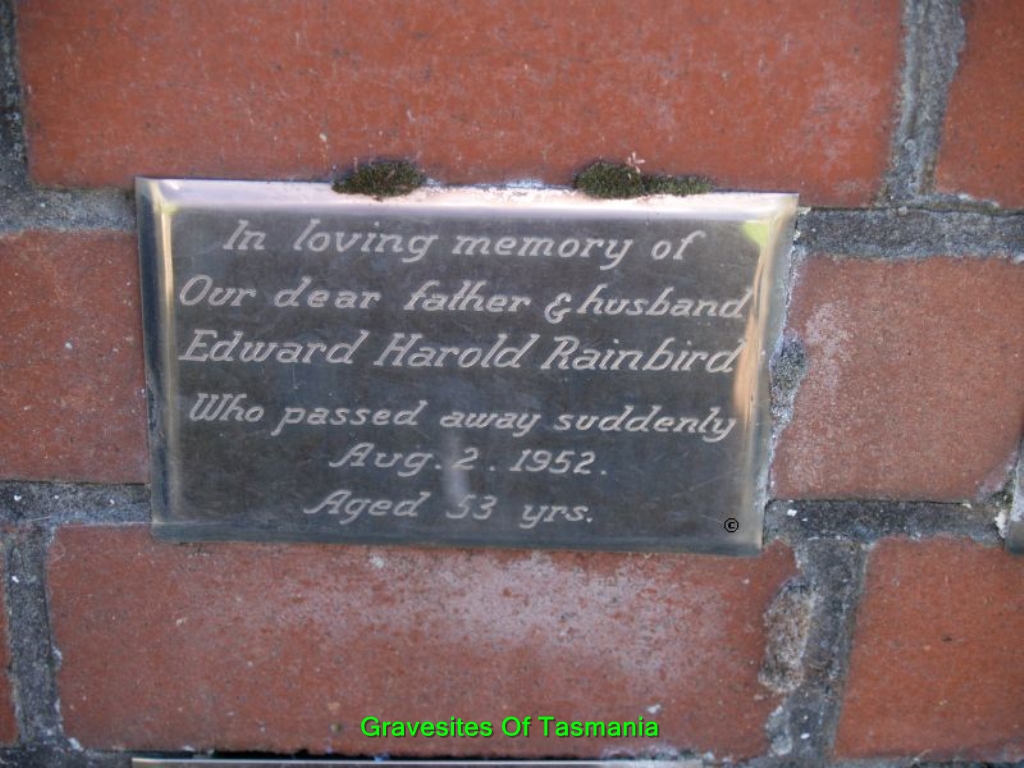 In loving memory of
Our dear father & husband
Edward Harold Rainbird
Who passed away suddenly
Aug. 2. 1952.
Aged 53 yrs.
©
Gravesites Of Tasmania